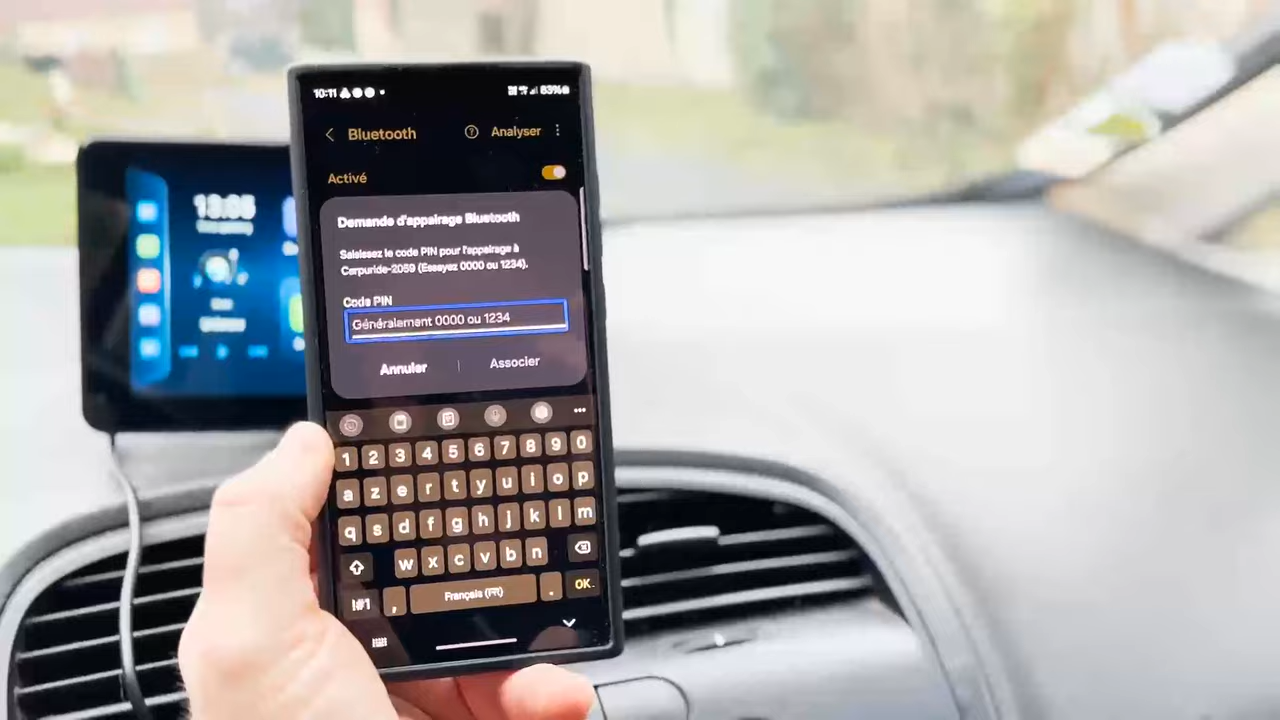 10:11
83%
Bluetooth
Analyser
Activé
Demande d'appairage Bluetooth
Saisissez le code PIN pour l'appairage à
Carpuride-2059 (Essayez 0000 ou 1234).
Code PIN
Généralement 0000 ou 1234
Annuler
Associer
1 2 3 4 5 6 7 8 9 0
a z e r t y u i o p
q s d f g h j k l m
w x c v b n
!#1 , Français (FR) . OK